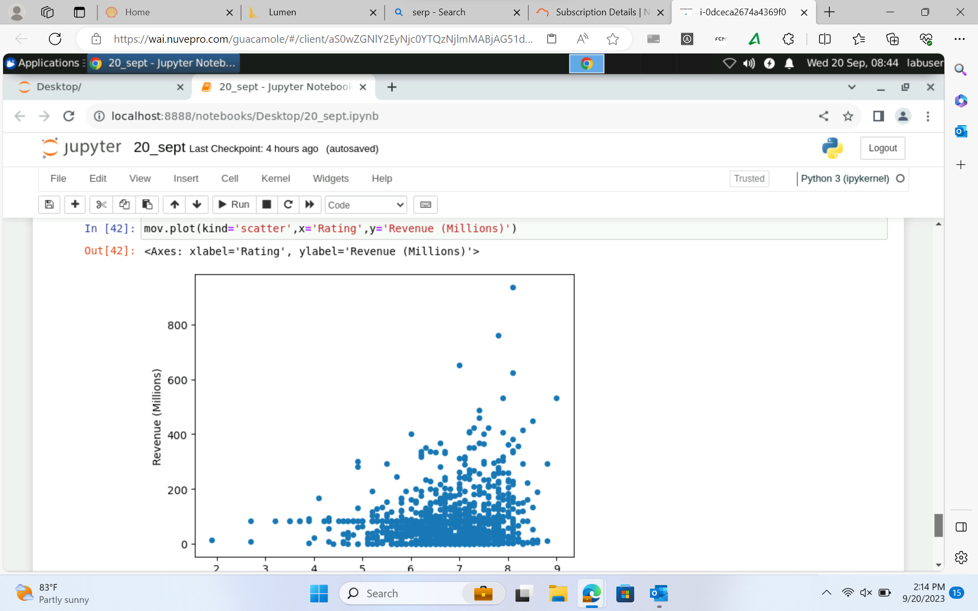 Home
Lumen
serp - Search
Subscription Details | N
i-0dceca2674a4369f0
https://wai.nuvepro.com/guacamole/#/client/aS0wZGNlY2EyNjc0YTQzNjlmMABjAG51d...
Applications
20_sept - Jupyter Noteb...
Wed 20 Sep, 08:44
labuser
Desktop/
20_sept - Jupyter Notebook
localhost:8888/notebooks/Desktop/20_sept.ipynb
jupyter
20_sept
Last Checkpoint: 4 hours ago
(autosaved)
Logout
File
Edit
View
Insert
Cell
Kernel
Widgets
Help
Trusted
Python 3 (ipykernel)
Run
Code
In [42]:
mov.plot(kind='scatter',x='Rating',y='Revenue (Millions)')
Out[42]:
<Axes: xlabel='Rating', ylabel='Revenue (Millions)'>
Revenue (Millions)
800
600
400
200
0
2 3 4 5 6 7 8 9
83°F
Partly sunny
Search
2:14 PM
9/20/2023
15